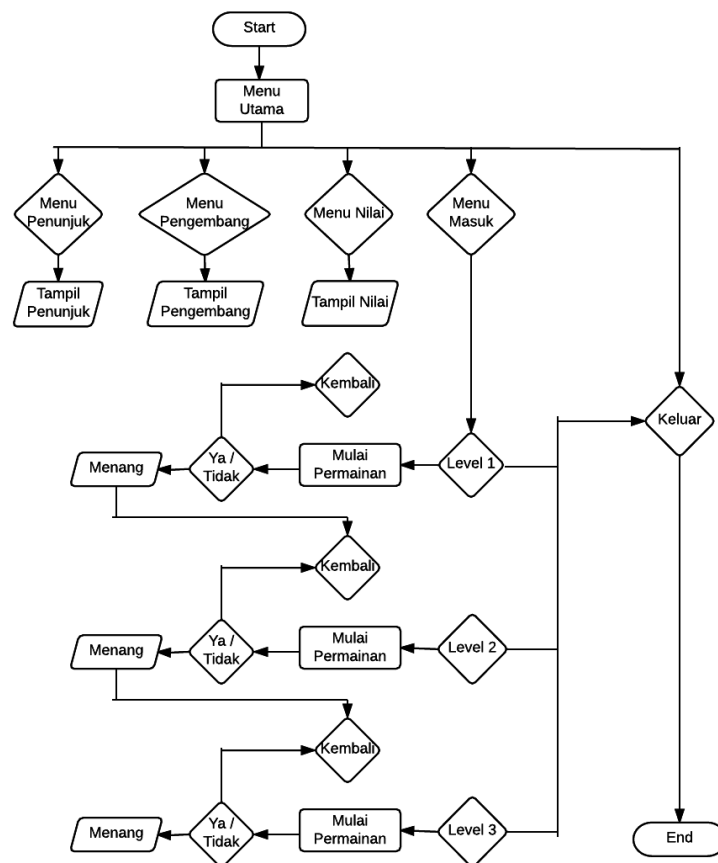 Start
Menu
Utama
Menu
Penunjuk
Menu
Pengembang
Menu Nilai
Menu
Masuk
Tampil
Penunjuk
Tampil
Pengembang
Tampil Nilai
Kembali
Keluar
Menang
Ya /
Tidak
Mulai
Permainan
Level 1
Kembali
Menang
Ya /
Tidak
Mulai
Permainan
Level 2
Kembali
Menang
Ya /
Tidak
Mulai
Permainan
Level 3
End